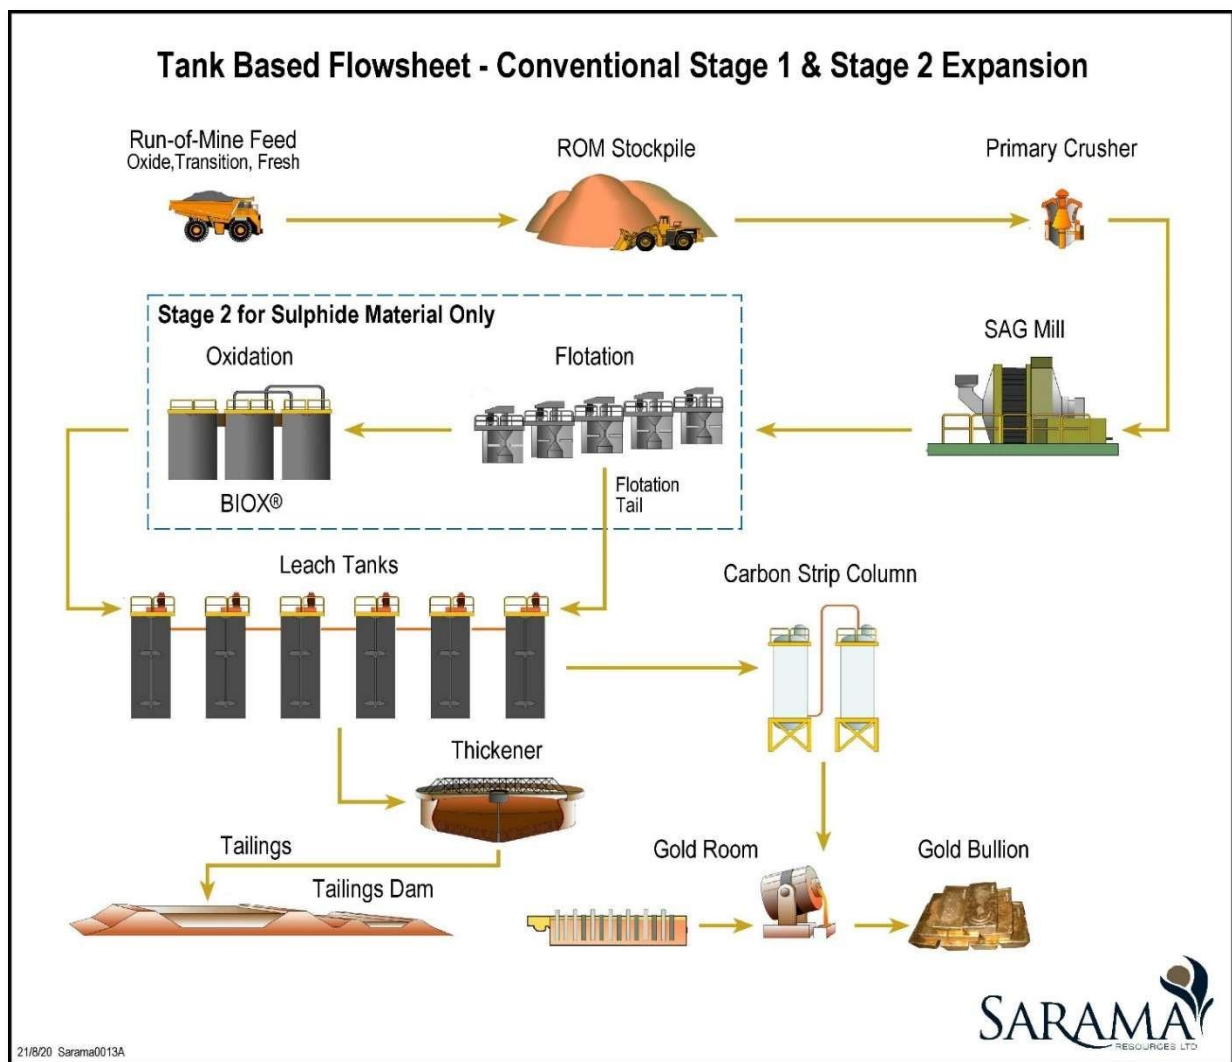 Tank Based Flowsheet - Conventional Stage 1 & Stage 2 Expansion
Run-of-Mine Feed
Oxide,Transition, Fresh
ROM Stockpile
Primary Crusher
Stage 2 for Sulphide Material Only
Oxidation
Flotation
SAG Mill
BIOX®
Flotation
Tail
Leach Tanks
Carbon Strip Column
Thickener
Tailings
Tailings Dam
Gold Room
Gold Bullion
SARAMA
RESOURCES LTD
21/8/20 Sarama0013A